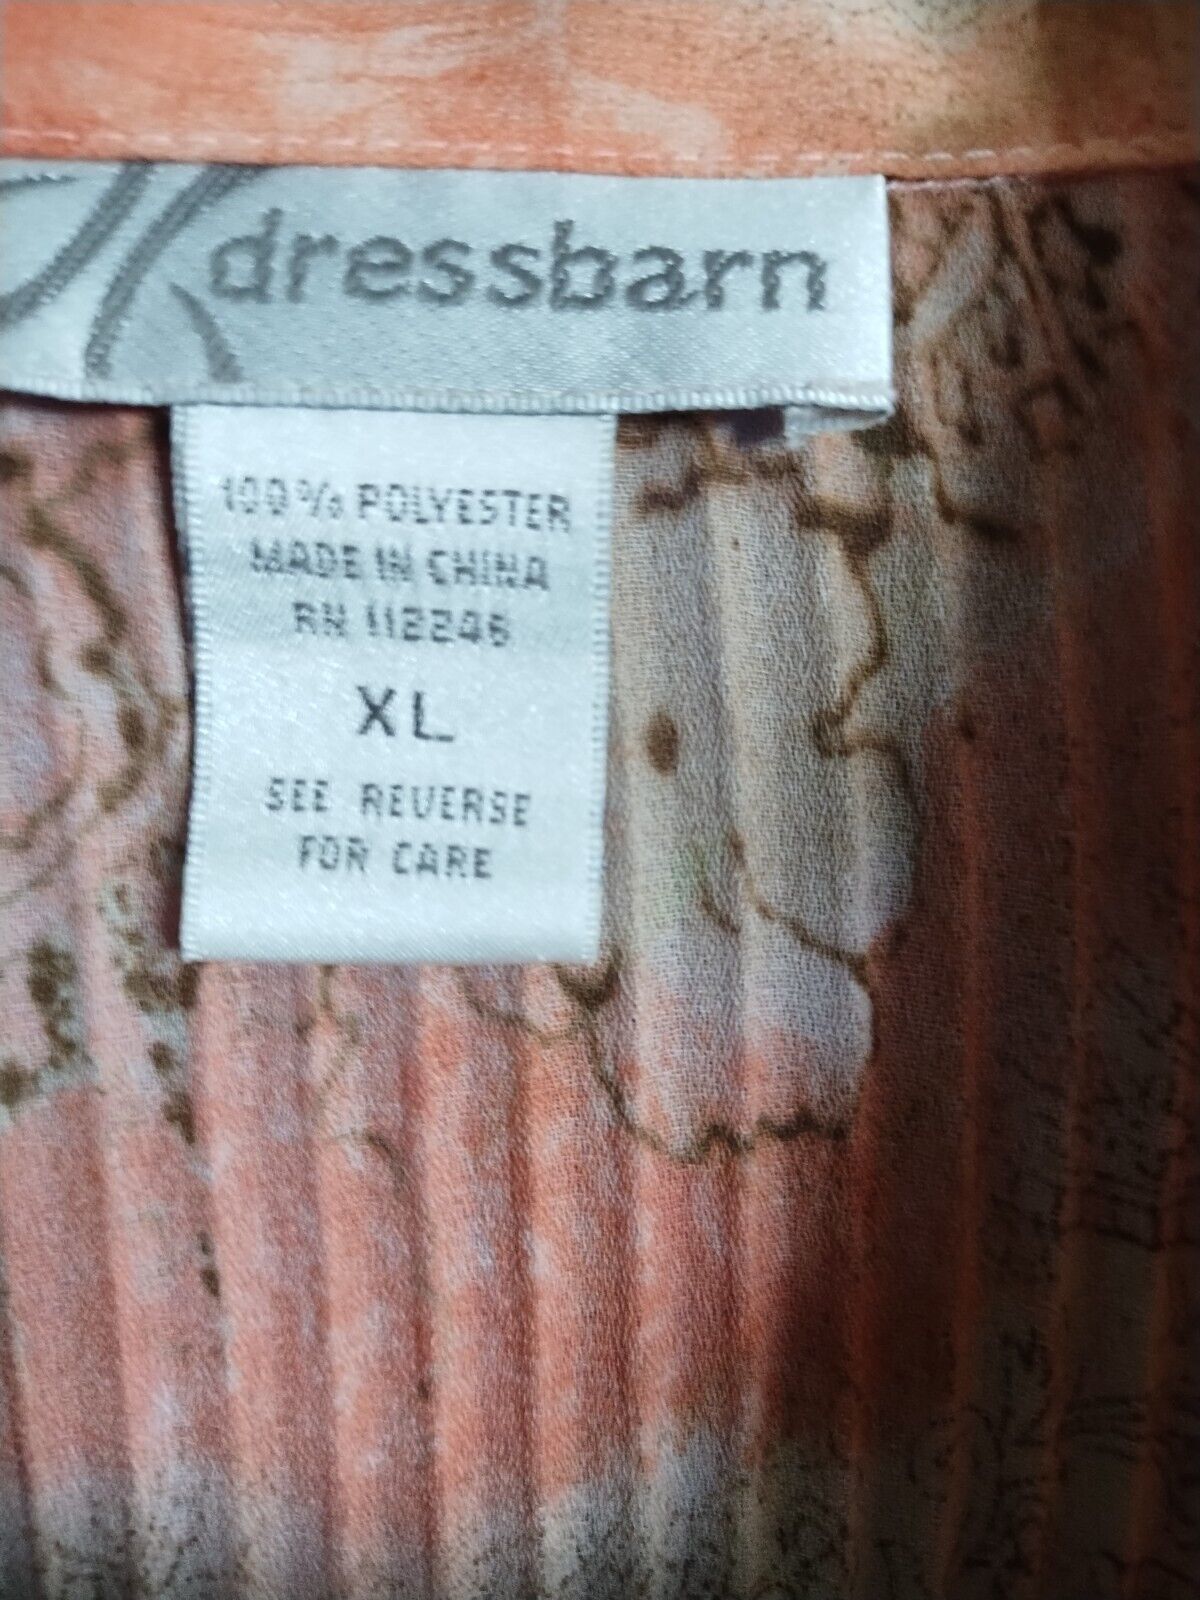 dressbarn
100% POLYESTER
MADE IN CHINA
RN 112246
XL
SEE REVERSE
FOR CARE